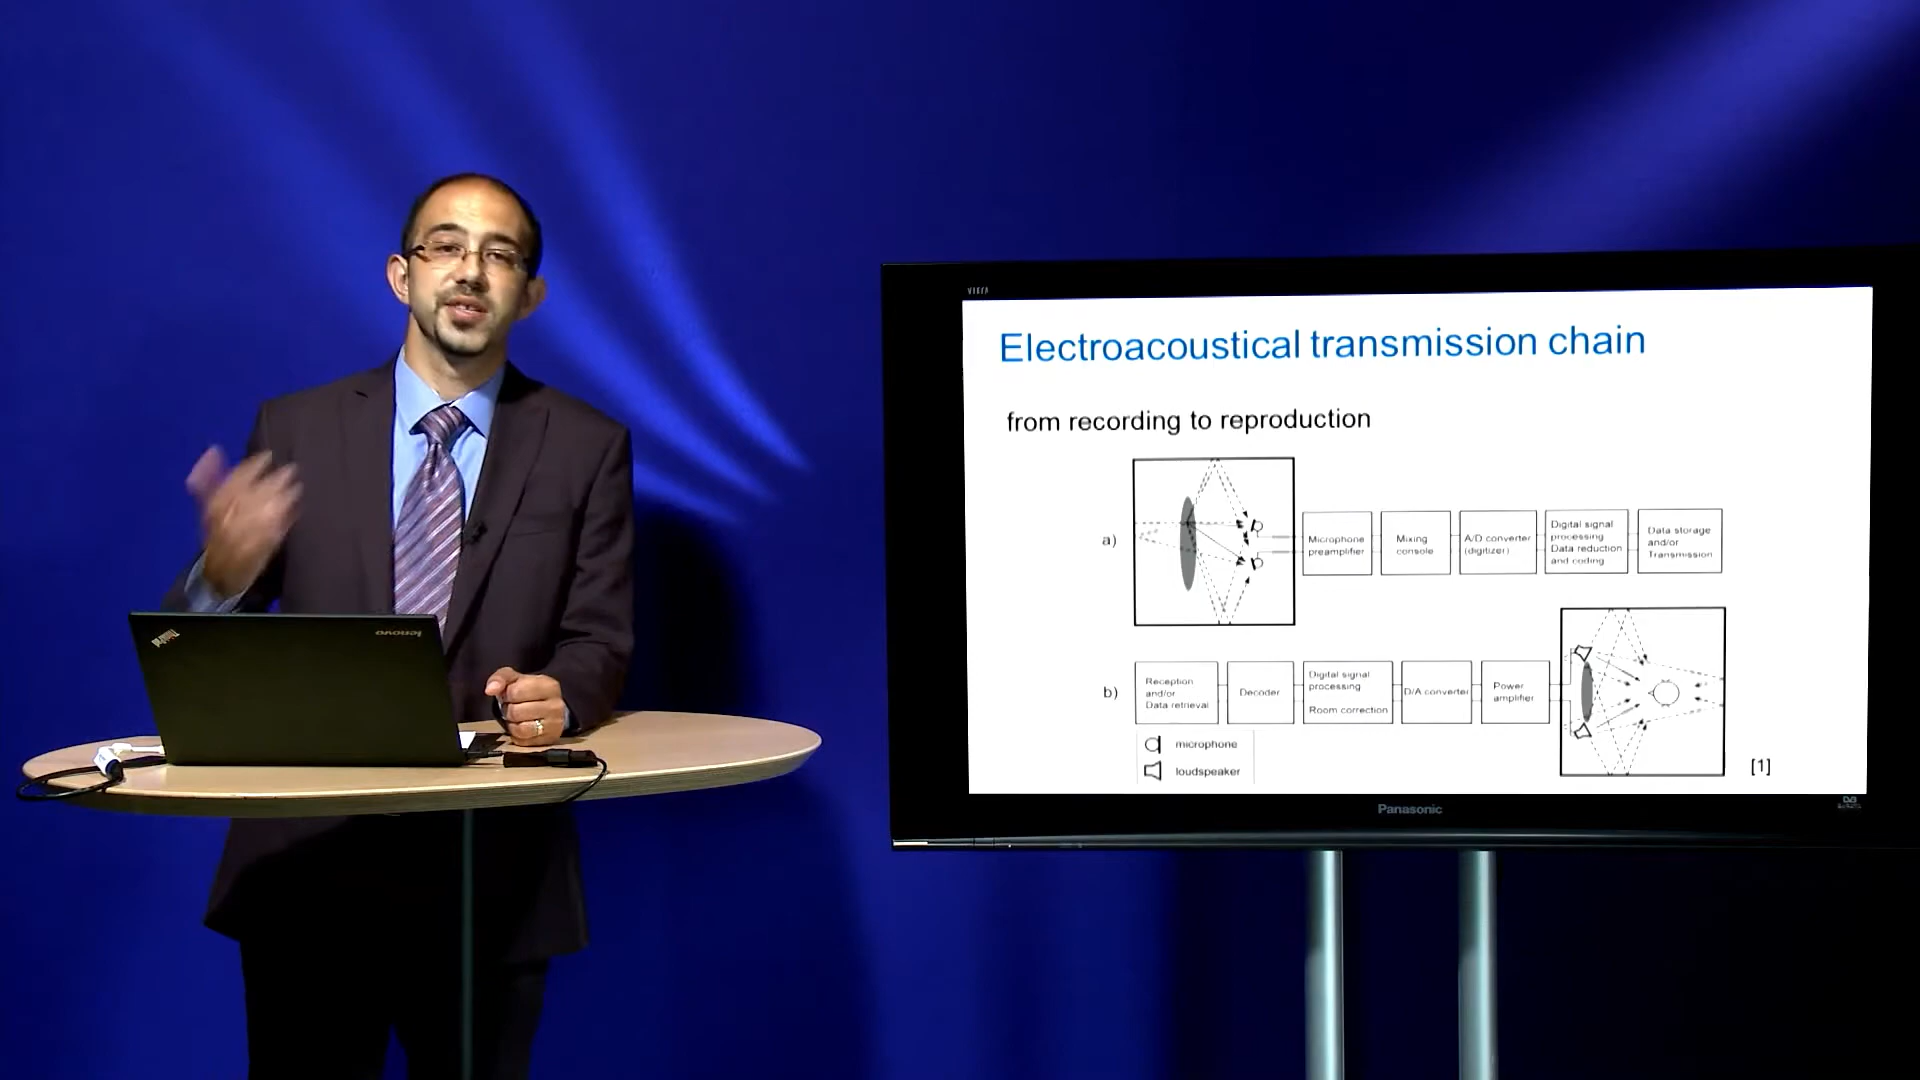 VIERA
Electroacoustical transmission chain
from recording to reproduction
a)
Microphone
preamplifier
Mixing
console
A/D converter
(digitizer)
Digital signal
processing
Data reduction
and coding
Data storage
and/or
Transmission
b)
Reception
and/or
Data retrieval
Decoder
Digital signal
processing
Room correction
D/A converter
Power
amplifier
microphone
loudspeaker
[1]
Panasonic
ThinkPad
lenovo